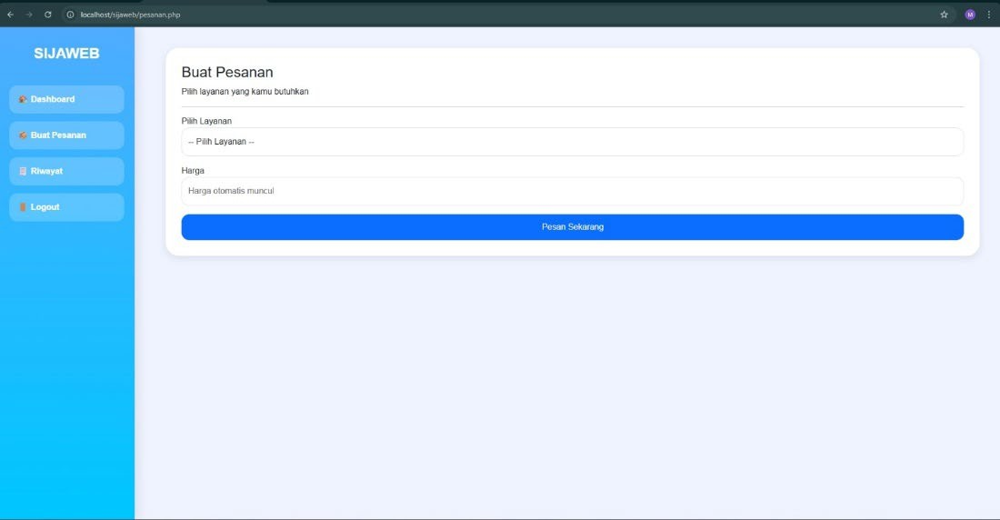 localhost/sijaweb/pesanan.php
M
SIJAWEB
Dashboard
Buat Pesanan
Riwayat
Logout
Buat Pesanan
Pilih layanan yang kamu butuhkan
Pilih Layanan
-- Pilih Layanan --
Harga
Harga otomatis muncul
Pesan Sekarang